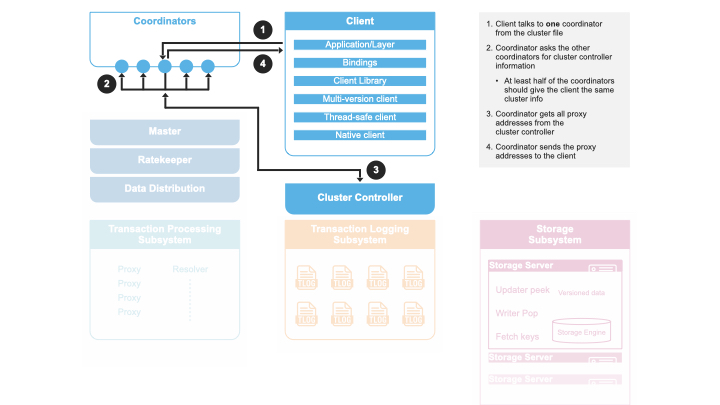 Coordinators
1
4
2
Client
Application/Layer
Bindings
Client Library
Multi-version client
Thread-safe client
Native client
1. Client talks to one coordinator
from the cluster file
2. Coordinator asks the other
coordinators for cluster controller
information
• At least half of the coordinators
should give the client the same
cluster info
3. Coordinator gets all proxy
addresses from the
cluster controller
4. Coordinator sends the proxy
addresses to the client
Master
Ratekeeper
Data Distribution
3
Cluster Controller
Transaction Processing
Subsystem
Proxy Resolver
Proxy
Proxy
Proxy
Transaction Logging
Subsystem
TLOG TLOG TLOG TLOG
TLOG TLOG TLOG TLOG
Storage
Subsystem
Storage Server
Updater peek Versioned data
Writer Pop
Fetch keys Storage Engine
Storage Server
Storage Server